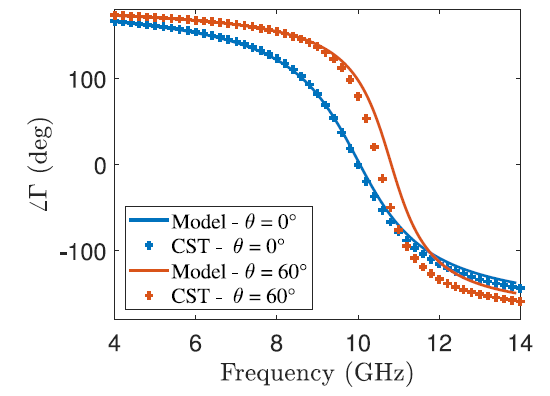 ∠Γ (deg)
100
0
-100
Model - θ = 0°
CST - θ = 0°
Model - θ = 60°
CST - θ = 60°
4 6 8 10 12 14
Frequency (GHz)